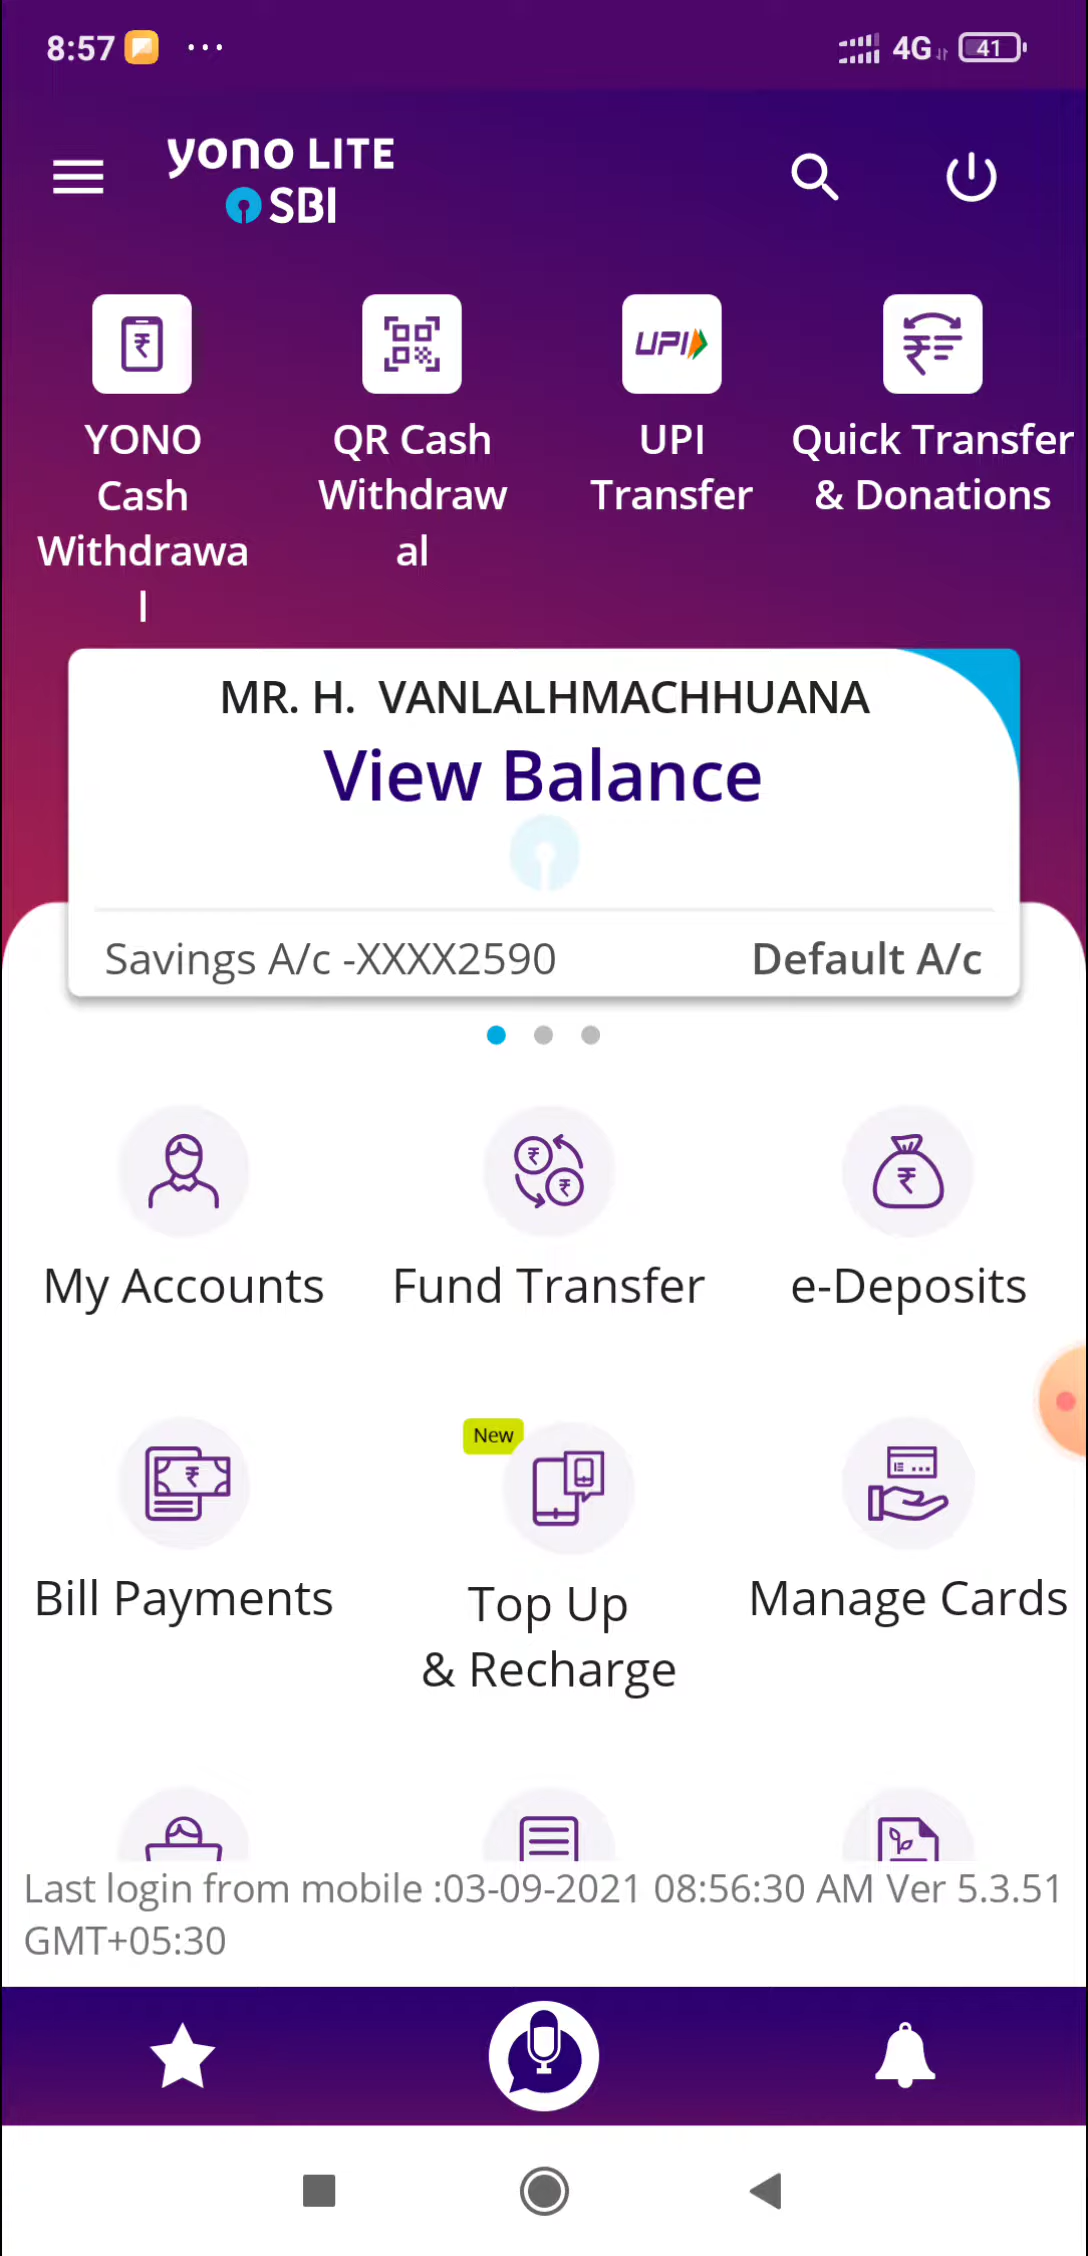 8:57 ... 4G 41
yono LITE
SBI
YONO
Cash
Withdrawa
l
QR Cash
Withdraw
al
UPI
UPI
Transfer
Quick Transfer
& Donations
MR. H.  VANLALHMACHHUANA
View Balance
Savings A/c -XXXX2590 Default A/c
My Accounts Fund Transfer e-Deposits
Bill Payments
New
Top Up
& Recharge
Manage Cards
Last login from mobile :03-09-2021 08:56:30 AM Ver 5.3.51
GMT+05:30